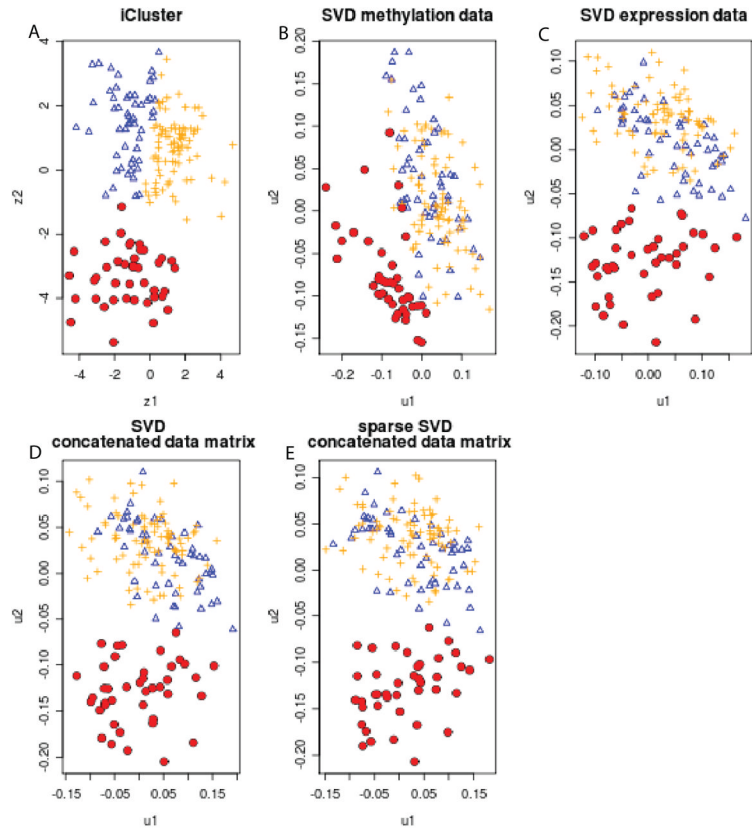 A
iCluster
z2
4
2
0
-2
-4
-4
-2
0
2
4
z1
B
SVD methylation data
u2
0.20
0.15
0.10
0.05
0.00
-0.05
-0.10
-0.15
-0.2
-0.1
0.0
0.1
u1
C
SVD expression data
u2
0.10
0.05
0.00
-0.05
-0.10
-0.15
-0.20
-0.10
0.00
0.10
u1
D
SVD
concatenated data matrix
u2
0.10
0.05
0.00
-0.05
-0.10
-0.15
-0.20
-0.15
-0.05
0.05
0.15
u1
E
sparse SVD
concatenated data matrix
u2
0.10
0.05
0.00
-0.05
-0.10
-0.15
-0.20
-0.15
-0.05
0.05
0.15
u1